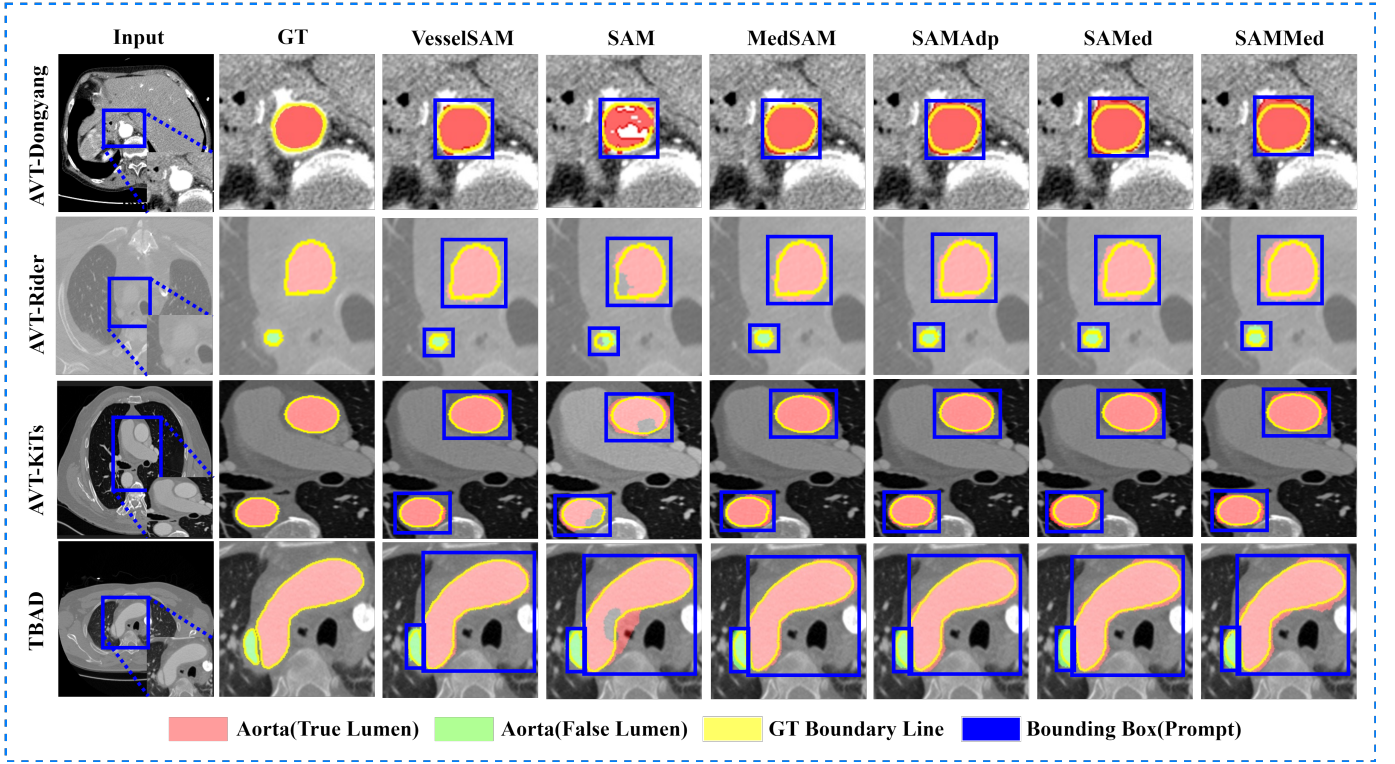 Input GT VesselSAM SAM MedSAM SAMAdp SAMed SAMMed
AVT-Dongyang
AVT-Rider
AVT-KiTs
TBAD
Aorta(True Lumen) Aorta(False Lumen) GT Boundary Line Bounding Box(Prompt)